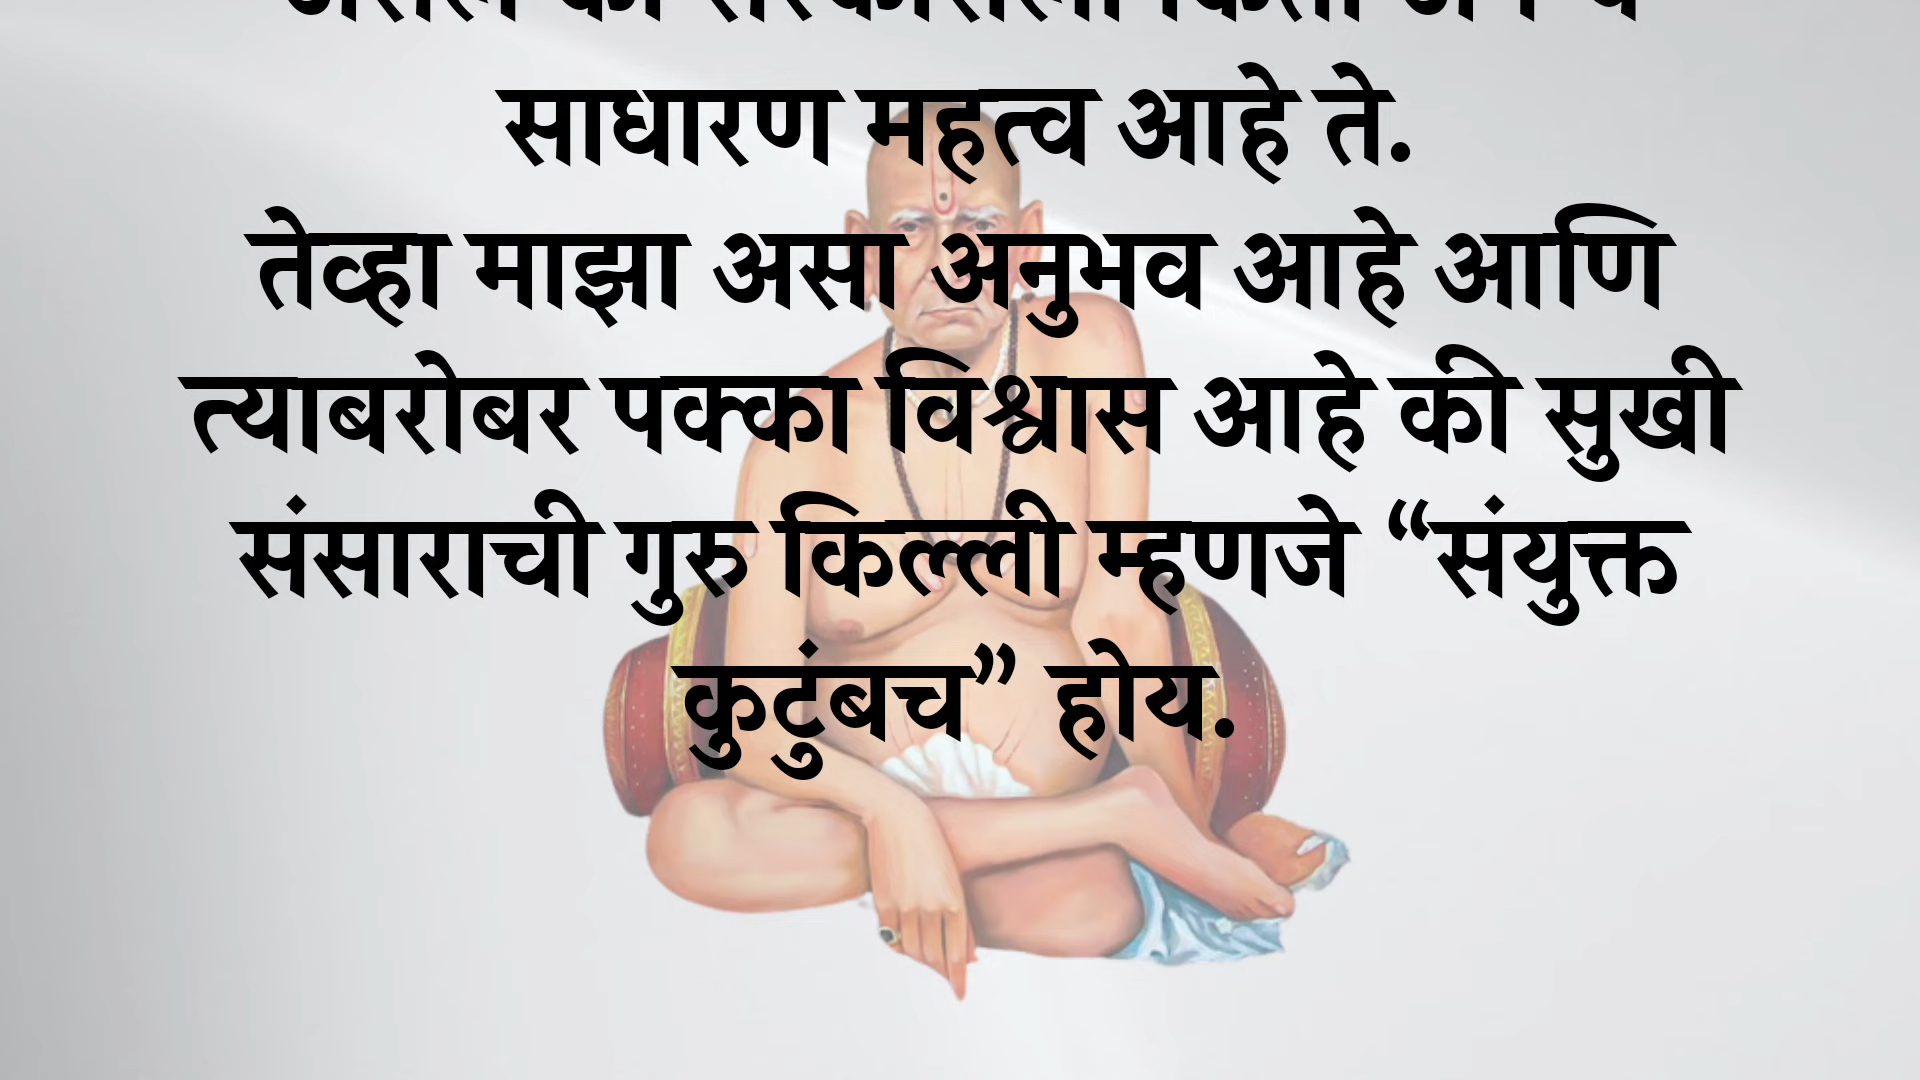 साधारण महत्व आहे ते.
तेव्हा माझा असा अनुभव आहे आणि
त्याबरोबर पक्का विश्वास आहे की सुखी
संसाराची गुरु किल्ली म्हणजे “संयुक्त
कुटुंबच” होय.